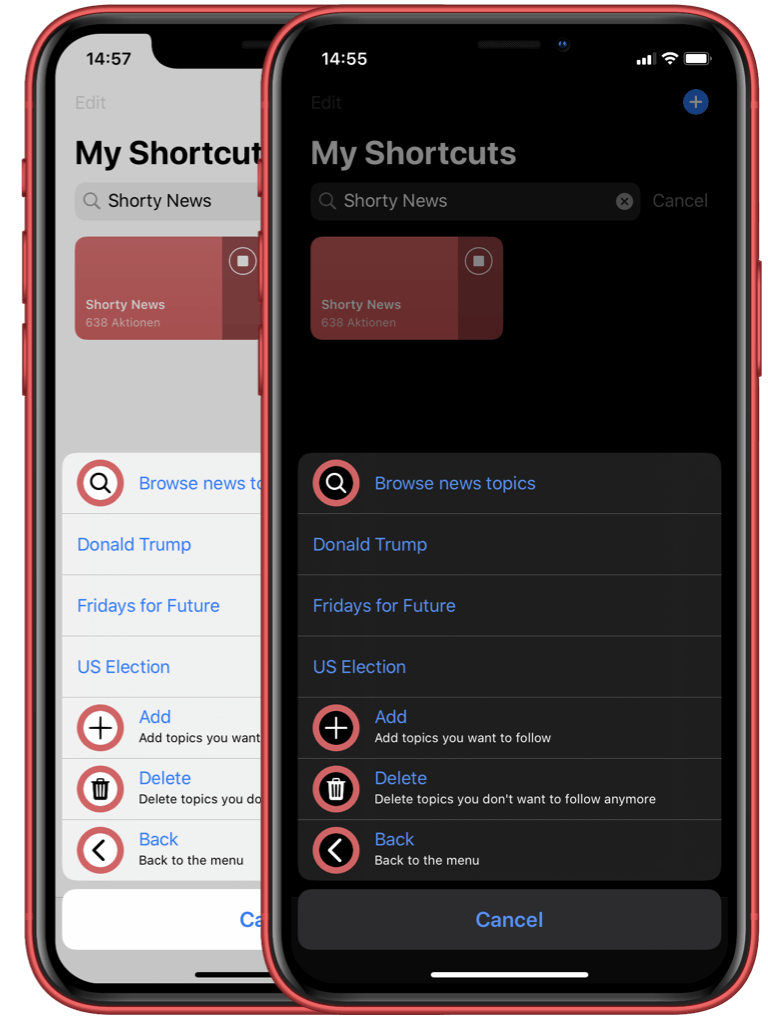 14:57
Edit
My Shortcut
Shorty News
Shorty News
638 Aktionen
Browse news to
Donald Trump
Fridays for Future
US Election
Add
Add topics you want
Delete
Delete topics you do
Back
Back to the menu
Ca
14:55
Edit
My Shortcuts
Shorty News
Cancel
Shorty News
638 Aktionen
Browse news topics
Donald Trump
Fridays for Future
US Election
Add
Add topics you want to follow
Delete
Delete topics you don't want to follow anymore
Back
Back to the menu
Cancel